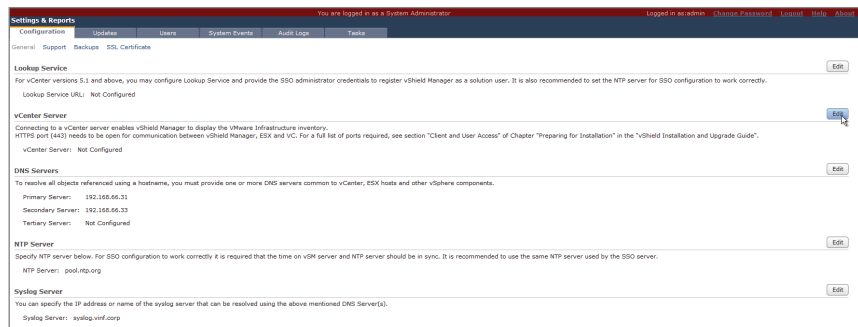 You are logged in as a System Administrator
Logged in as:admin Change Password Logout Help About
Settings & Reports
Configuration Updates Users System Events Audit Logs Tasks
General Support Backups SSL Certificate
Lookup Service Edit
For vCenter versions 5.1 and above, you may configure Lookup Service and provide the SSO administrator credentials to register vShield Manager as a solution user. It is also recommended to set the NTP server for SSO configuration to work correctly.
Lookup Service URL: Not Configured
vCenter Server Edit
Connecting to a vCenter server enables vShield Manager to display the VMware Infrastructure inventory.
HTTPS port (443) needs to be open for communication between vShield Manager, ESX and VC. For a full list of ports required, see section "Client and User Access" of Chapter "Preparing for Installation" in the "vShield Installation and Upgrade Guide".
vCenter Server: Not Configured
DNS Servers Edit
To resolve all objects referenced using a hostname, you must provide one or more DNS servers common to vCenter, ESX hosts and other vSphere components.
Primary Server: 192.168.66.31
Secondary Server: 192.168.66.33
Tertiary Server: Not Configured
NTP Server Edit
Specify NTP server below. For SSO configuration to work correctly it is required that the time on vSM server and NTP server should be in sync. It is recommended to use the same NTP server used by the SSO server.
NTP Server: pool.ntp.org
Syslog Server Edit
You can specify the IP address or name of the syslog server that can be resolved using the above mentioned DNS Server(s).
Syslog Server: syslog.vinf.corp